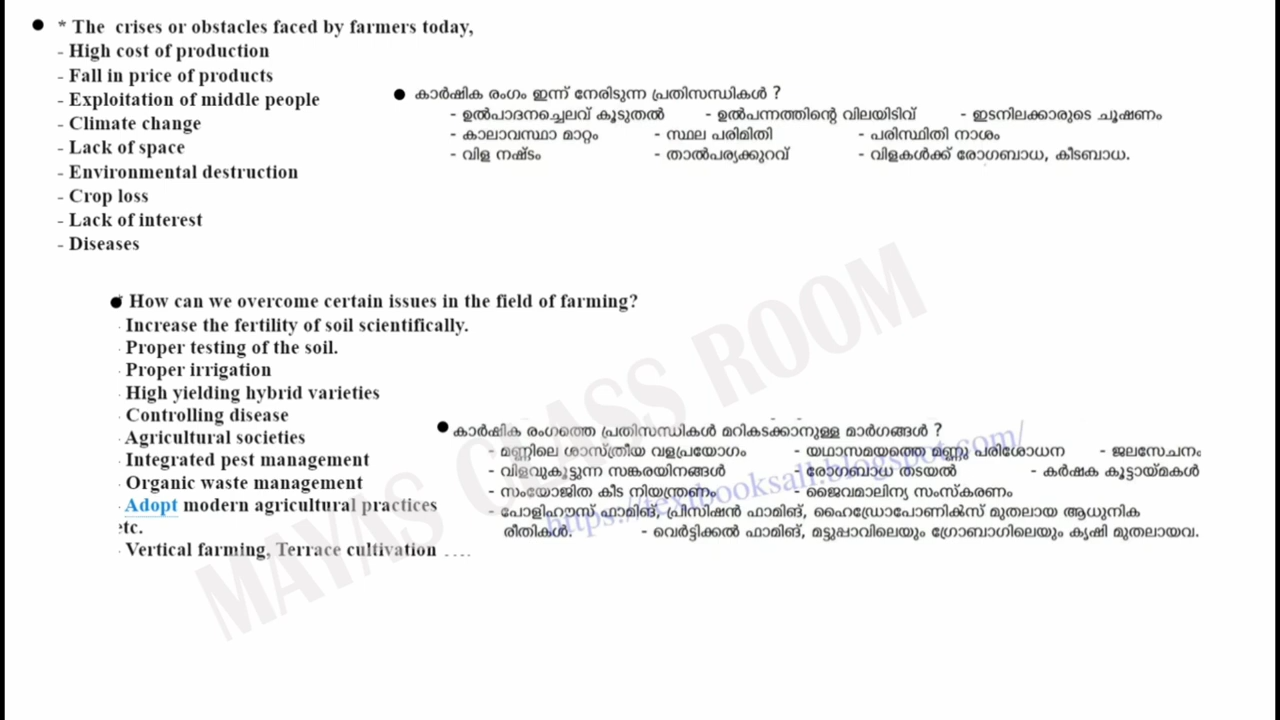 * The crises or obstacles faced by farmers today,
- High cost of production
- Fall in price of products
- Exploitation of middle people
- Climate change
- Lack of space
- Environmental destruction
- Crop loss
- Lack of interest
- Diseases
കാർഷിക രംഗം ഇന്ന് നേരിടുന്ന പ്രതിസന്ധികൾ ?
- ഉൽപാദനച്ചെലവ് കൂടുതൽ - ഉൽപന്നത്തിന്റെ വിലയിടിവ് - ഇടനിലക്കാരുടെ ചൂഷണം
- കാലാവസ്ഥാ മാറ്റം - സ്ഥല പരിമിതി - പരിസ്ഥിതി നാശം
- വിള നഷ്ടം - താൽപര്യക്കുറവ് - വിളകൾക്ക് രോഗബാധ, കീടബാധ.
* How can we overcome certain issues in the field of farming?
Increase the fertility of soil scientifically.
Proper testing of the soil.
Proper irrigation
High yielding hybrid varieties
Controlling disease
Agricultural societies
Integrated pest management
Organic waste management
Adopt modern agricultural practices
etc.
Vertical farming, Terrace cultivation ....
കാർഷിക രംഗത്തെ പ്രതിസന്ധികൾ മറികടക്കാനുള്ള മാർഗങ്ങൾ ?
- മണ്ണിലെ ശാസ്ത്രീയ വളപ്രയോഗം - യഥാസമയത്തെ മണ്ണു പരിശോധന - ജലസേചനം
- വിളവുകൂട്ടുന്ന സങ്കരയിനങ്ങൾ - രോഗബാധ തടയൽ - കർഷക കൂട്ടായ്മകൾ
- സംയോജിത കീട നിയന്ത്രണം - ജൈവമാലിന്യ സംസ്കരണം
- പോളിഹൗസ് ഫാമിങ്, പ്രിസിഷൻ ഫാമിങ്, ഹൈഡ്രോപോണിക്സ് മുതലായ ആധുനിക
രീതികൾ. - വെർട്ടിക്കൽ ഫാമിങ്, മട്ടുപ്പാവിലെയും ഗ്രോബാഗിലെയും കൃഷി മുതലായവ.
MAYAS CLASS ROOM
https://textbooksall.blogspot.com/